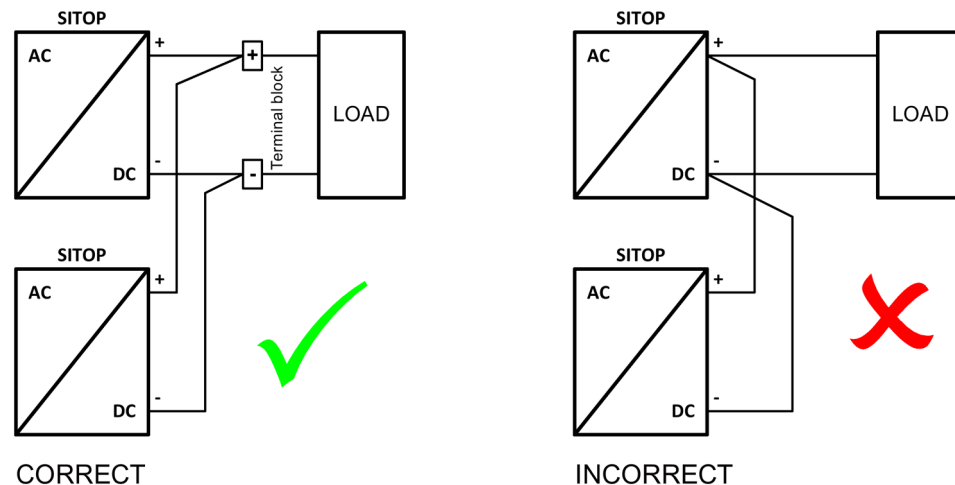 SITOP
AC
+
-
DC
+
-
Terminal block
LOAD
SITOP
AC
+
-
DC
CORRECT
SITOP
AC
+
-
DC
LOAD
SITOP
AC
+
-
DC
INCORRECT